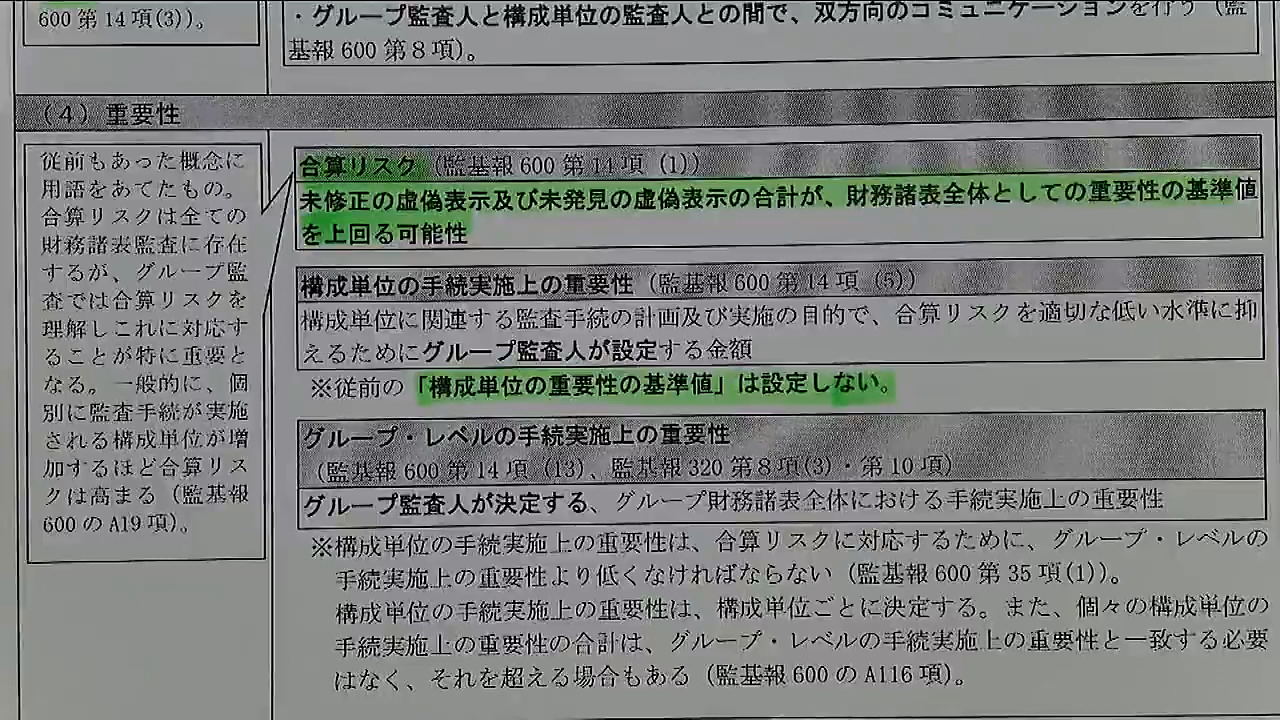 600 第 14 項(3))。
・グループ監査人と構成単位の監査人との間で、双方向のコミュニケーションを行う（監
基報 600 第８項)。
（４）重要性
従前もあった概念に
用語をあてたもの。
合算リスクは全ての
財務諸表監査に存在
するが、グループ監
査では合算リスクを
理解しこれに対応す
ることが特に重要と
なる。一般的に、個
別に監査手続が実施
される構成単位が増
加するほど合算リス
クは高まる（監基報
600 の A19 項)。
合算リスク（監基報 600 第 14 項（1））
未修正の虚偽表示及び未発見の虚偽表示の合計が、財務諸表全体としての重要性の基準値
を上回る可能性
構成単位の手続実施上の重要性（監基報 600 第 14 項（5））
構成単位に関連する監査手続の計画及び実施の目的で、合算リスクを適切な低い水準に抑
えるためにグループ監査人が設定する金額
※従前の「構成単位の重要性の基準値」は設定しない。
グループ・レベルの手続実施上の重要性
（監基報 600 第 14 項（13）、監基報 320 第８項(3)・第 10 項）
グループ監査人が決定する、グループ財務諸表全体における手続実施上の重要性
※構成単位の手続実施上の重要性は、合算リスクに対応するために、グループ・レベルの
手続実施上の重要性より低くなければならない（監基報 600 第 35 項(1)）。
構成単位の手続実施上の重要性は、構成単位ごとに決定する。また、個々の構成単位の
手続実施上の重要性の合計は、グループ・レベルの手続実施上の重要性と一致する必要
はなく、それを超える場合もある（監基報 600 の A116 項)。